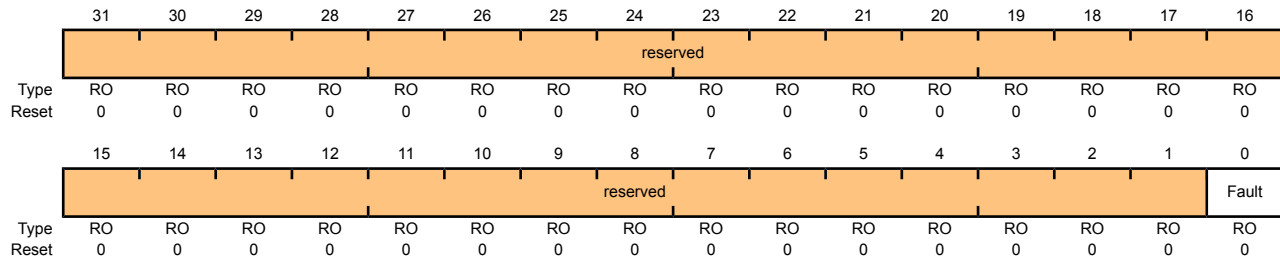 31 30 29 28 27 26 25 24 23 22 21 20 19 18 17 16
reserved
Type RO RO RO RO RO RO RO RO RO RO RO RO RO RO RO RO
Reset 0 0 0 0 0 0 0 0 0 0 0 0 0 0 0 0
15 14 13 12 11 10 9 8 7 6 5 4 3 2 1 0
reserved Fault
Type RO RO RO RO RO RO RO RO RO RO RO RO RO RO RO RO
Reset 0 0 0 0 0 0 0 0 0 0 0 0 0 0 0 0